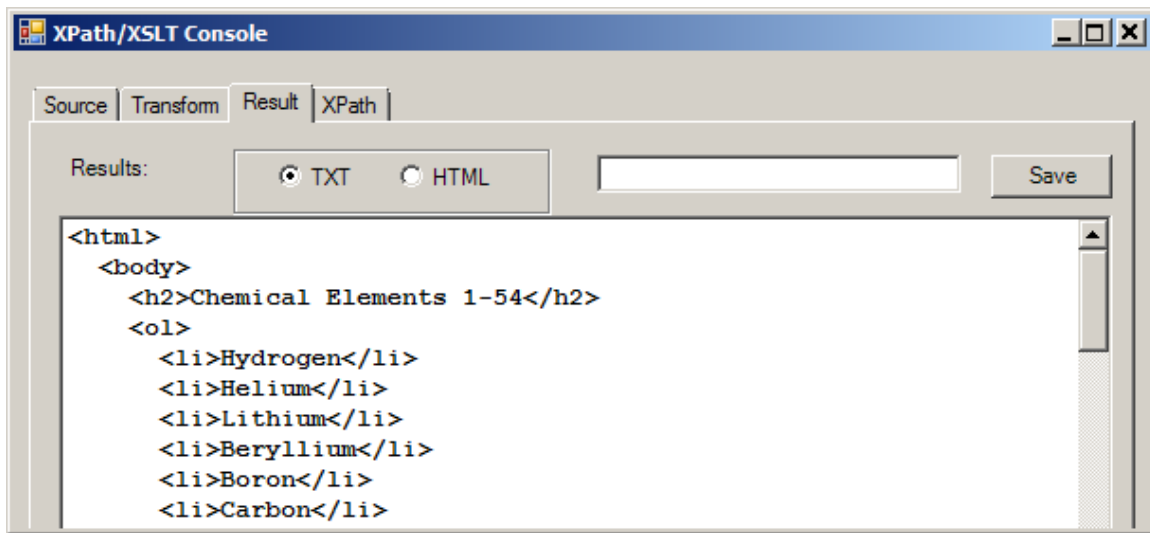 XPath/XSLT Console
Source Transform Result XPath
Results: TXT HTML Save
<html>
  <body>
    <h2>Chemical Elements 1-54</h2>
    <ol>
      <li>Hydrogen</li>
      <li>Helium</li>
      <li>Lithium</li>
      <li>Beryllium</li>
      <li>Boron</li>
      <li>Carbon</li>